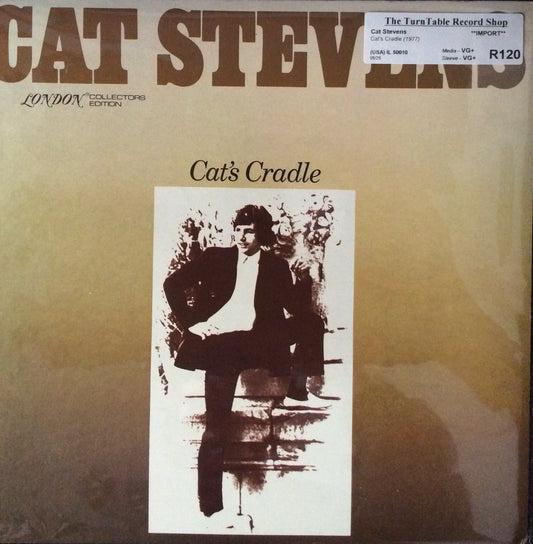 CAT STEVENS
The TurnTable Record Shop
Cat Stevens **IMPORT**
Cat's Cradle (1977)
(USA) IL 50010 Media - VG+ R120
Sleeve - VG+
LONDON COLLECTORS
EDITION
Cat's Cradle